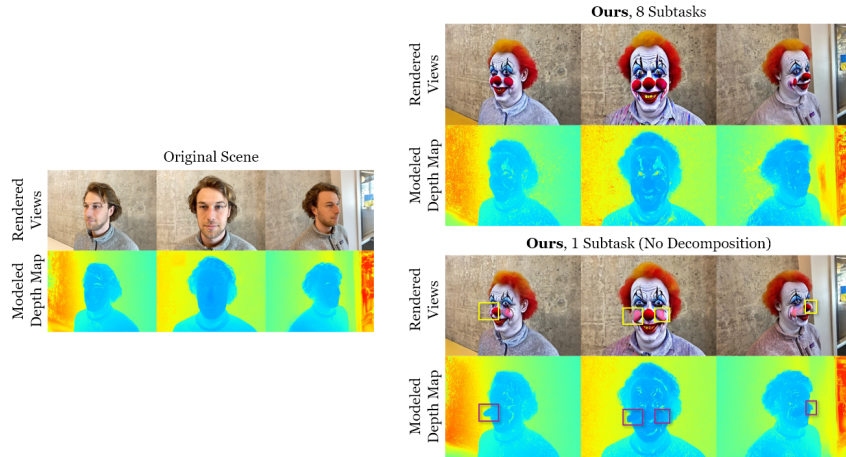 Original Scene
Rendered
Views
Modeled
Depth Map
Ours, 8 Subtasks
Rendered
Views
Modeled
Depth Map
Ours, 1 Subtask (No Decomposition)
Rendered
Views
Modeled
Depth Map